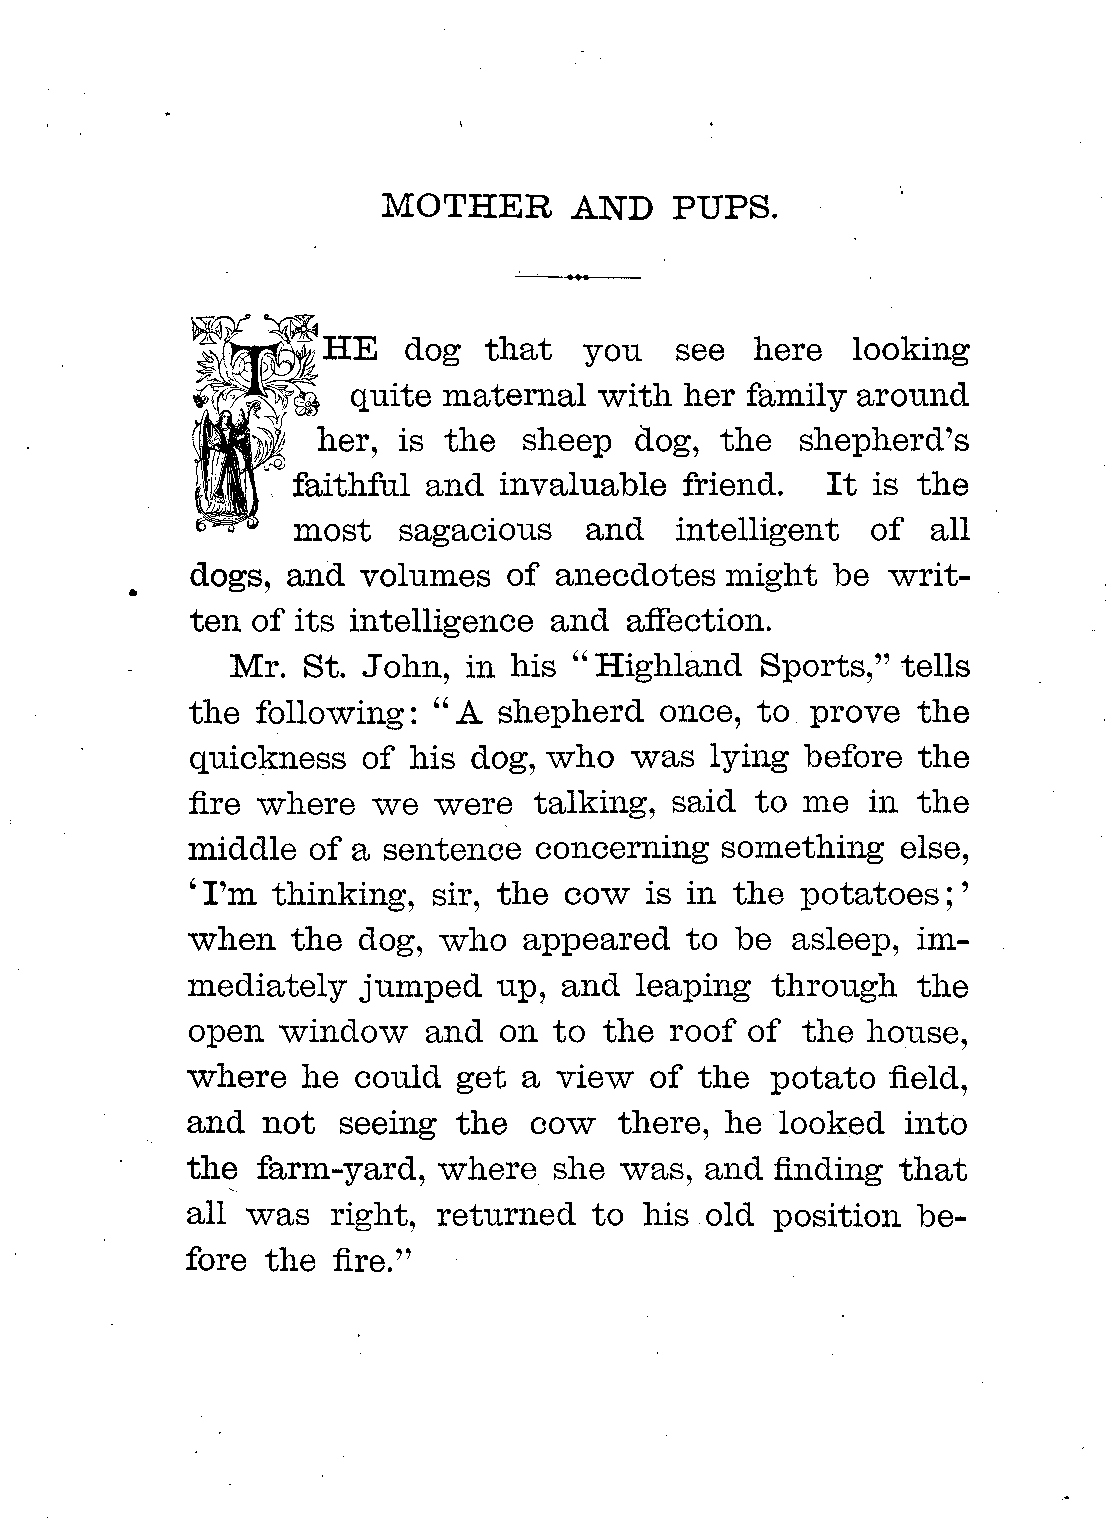 MOTHER AND PUPS.
THE dog that you see here looking
quite maternal with her family around
her, is the sheep dog, the shepherd's
faithful and invaluable friend. It is the
most sagacious and intelligent of all
dogs, and volumes of anecdotes might be writ-
ten of its intelligence and affection.
Mr. St. John, in his “Highland Sports,” tells
the following: “A shepherd once, to prove the
quickness of his dog, who was lying before the
fire where we were talking, said to me in the
middle of a sentence concerning something else,
‘I'm thinking, sir, the cow is in the potatoes;’
when the dog, who appeared to be asleep, im-
mediately jumped up, and leaping through the
open window and on to the roof of the house,
where he could get a view of the potato field,
and not seeing the cow there, he looked into
the farm-yard, where she was, and finding that
all was right, returned to his old position be-
fore the fire.”